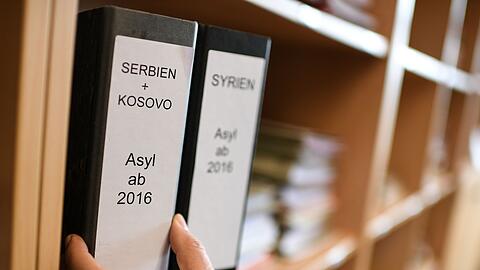 SERBIEN
+
KOSOVO
Asyl
ab
2016
SYRIEN
Asyl
ab
2016